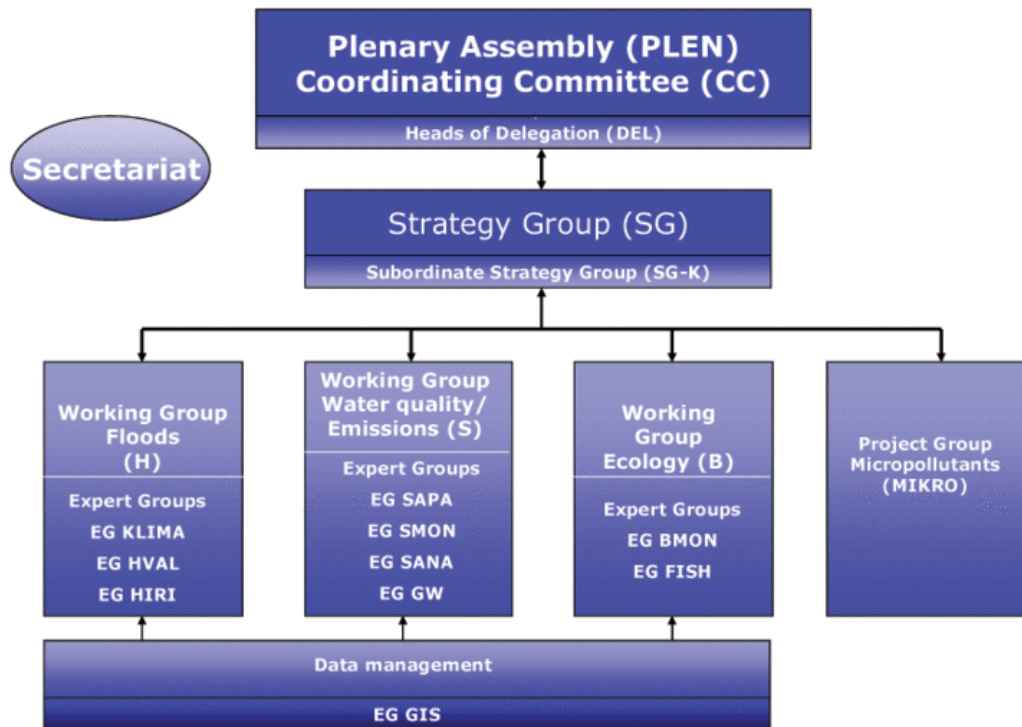 Plenary Assembly (PLEN)
Coordinating Committee (CC)
Heads of Delegation (DEL)
Secretariat
Strategy Group (SG)
Subordinate Strategy Group (SG-K)
Working Group
Floods
(H)
Expert Groups
EG KLIMA
EG HVAL
EG HIRI
Working Group
Water quality/
Emissions (S)
Expert Groups
EG SAPA
EG SMON
EG SANA
EG GW
Working
Group
Ecology (B)
Expert Groups
EG BMON
EG FISH
Project Group
Micropollutants
(MIKRO)
Data management
EG GIS